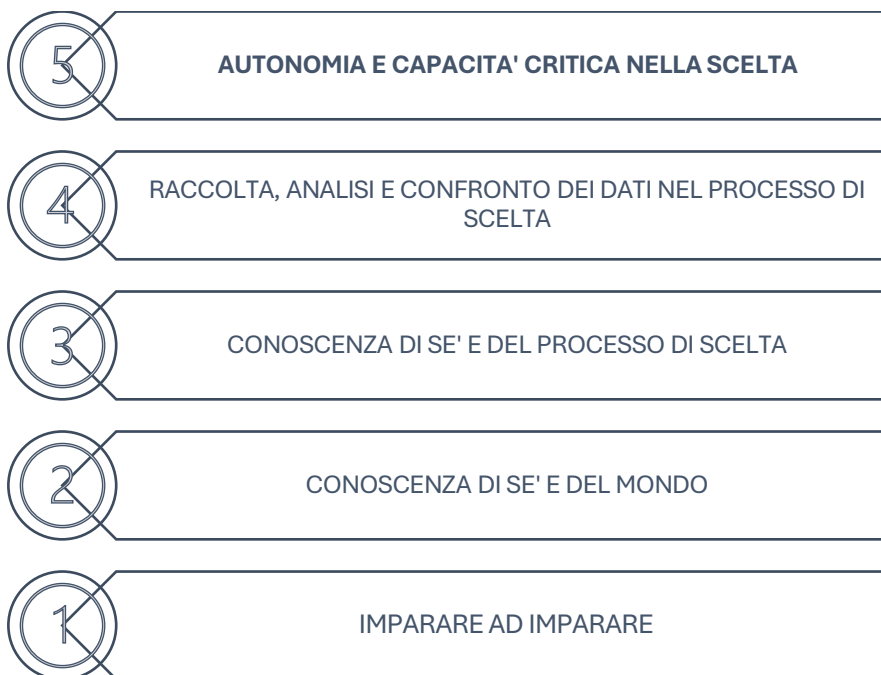 5
AUTONOMIA E CAPACITA' CRITICA NELLA SCELTA
4
RACCOLTA, ANALISI E CONFRONTO DEI DATI NEL PROCESSO DI
SCELTA
3
CONOSCENZA DI SE' E DEL PROCESSO DI SCELTA
2
CONOSCENZA DI SE' E DEL MONDO
1
IMPARARE AD IMPARARE